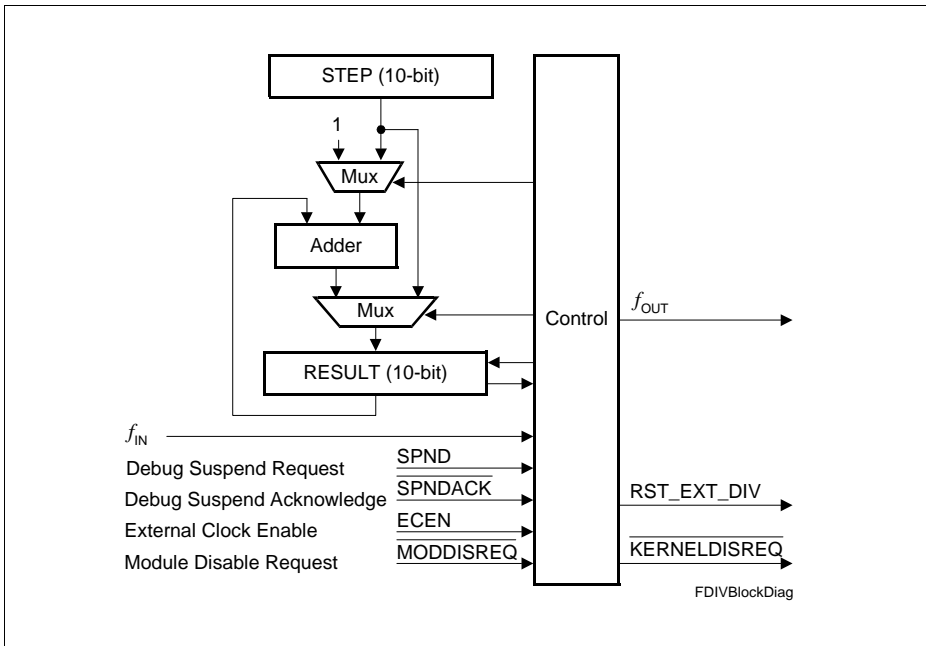 STEP (10-bit)
1
Mux
Adder
Mux
Control
fOUT
RESULT (10-bit)
fIN
Debug Suspend Request SPND
Debug Suspend Acknowledge SPNDACK RST_EXT_DIV
External Clock Enable ECEN
Module Disable Request MODDISREQ KERNELDISREQ
FDIVBlockDiag